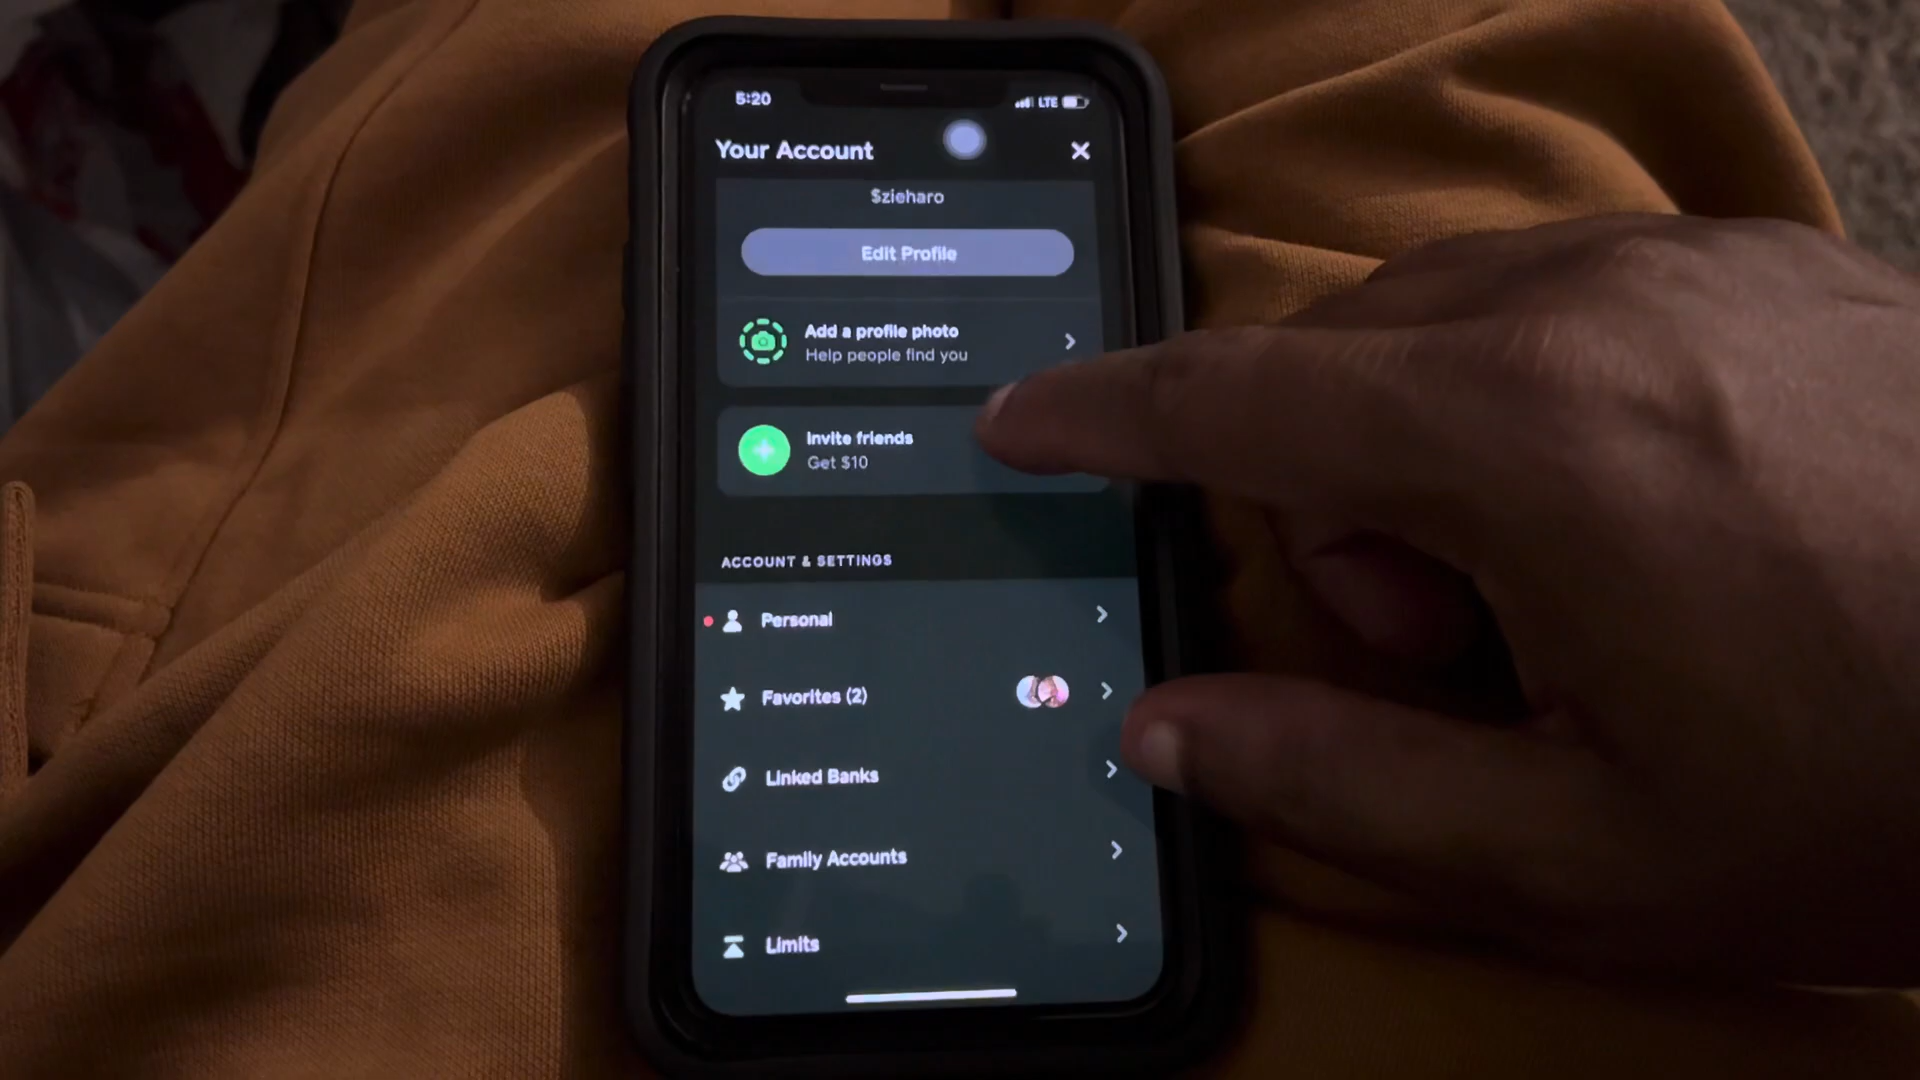 5:20
LTE
Your Account
$zieharo
Edit Profile
Add a profile photo
Help people find you
Invite friends
Get $10
ACCOUNT & SETTINGS
Personal
Favorites (2)
Linked Banks
Family Accounts
Limits